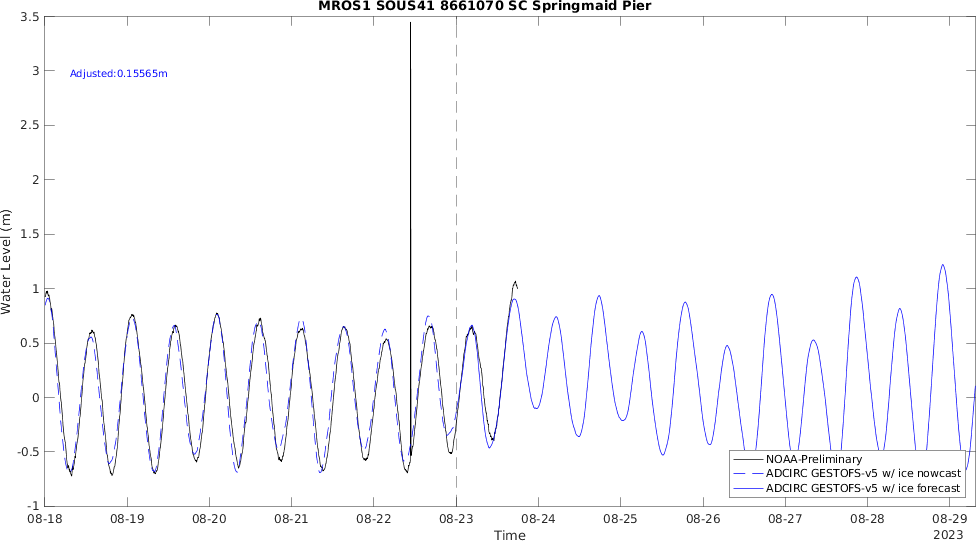 MROS1 SOUS41 8661070 SC Springmaid Pier
3.5
3
2.5
2
1.5
1
0.5
0
-0.5
-1
Water Level (m)
Adjusted:0.15565m
NOAA-Preliminary
ADCIRC GESTOFS-v5 w/ ice nowcast
ADCIRC GESTOFS-v5 w/ ice forecast
08-18 08-19 08-20 08-21 08-22 08-23 08-24 08-25 08-26 08-27 08-28 08-29
Time 2023